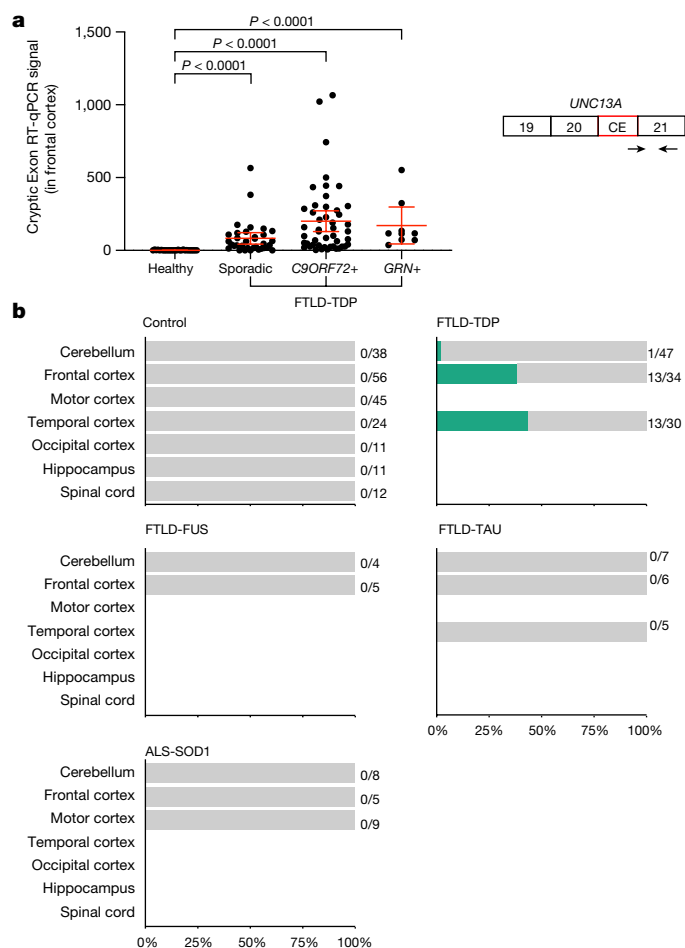 a
P < 0.0001
P < 0.0001
P < 0.0001
Cryptic Exon RT-qPCR signal
(in frontal cortex)
1,500
1,000
500
0
Healthy Sporadic C9ORF72+ GRN+
FTLD-TDP
UNC13A
19 20 CE 21
b
Control
Cerebellum 0/38
Frontal cortex 0/56
Motor cortex 0/45
Temporal cortex 0/24
Occipital cortex 0/11
Hippocampus 0/11
Spinal cord 0/12
FTLD-TDP
1/47
13/34
13/30
FTLD-FUS
Cerebellum 0/4
Frontal cortex 0/5
Motor cortex
Temporal cortex
Occipital cortex
Hippocampus
Spinal cord
FTLD-TAU
0/7
0/6
0/5
0% 25% 50% 75% 100%
ALS-SOD1
Cerebellum 0/8
Frontal cortex 0/5
Motor cortex 0/9
Temporal cortex
Occipital cortex
Hippocampus
Spinal cord
0% 25% 50% 75% 100%